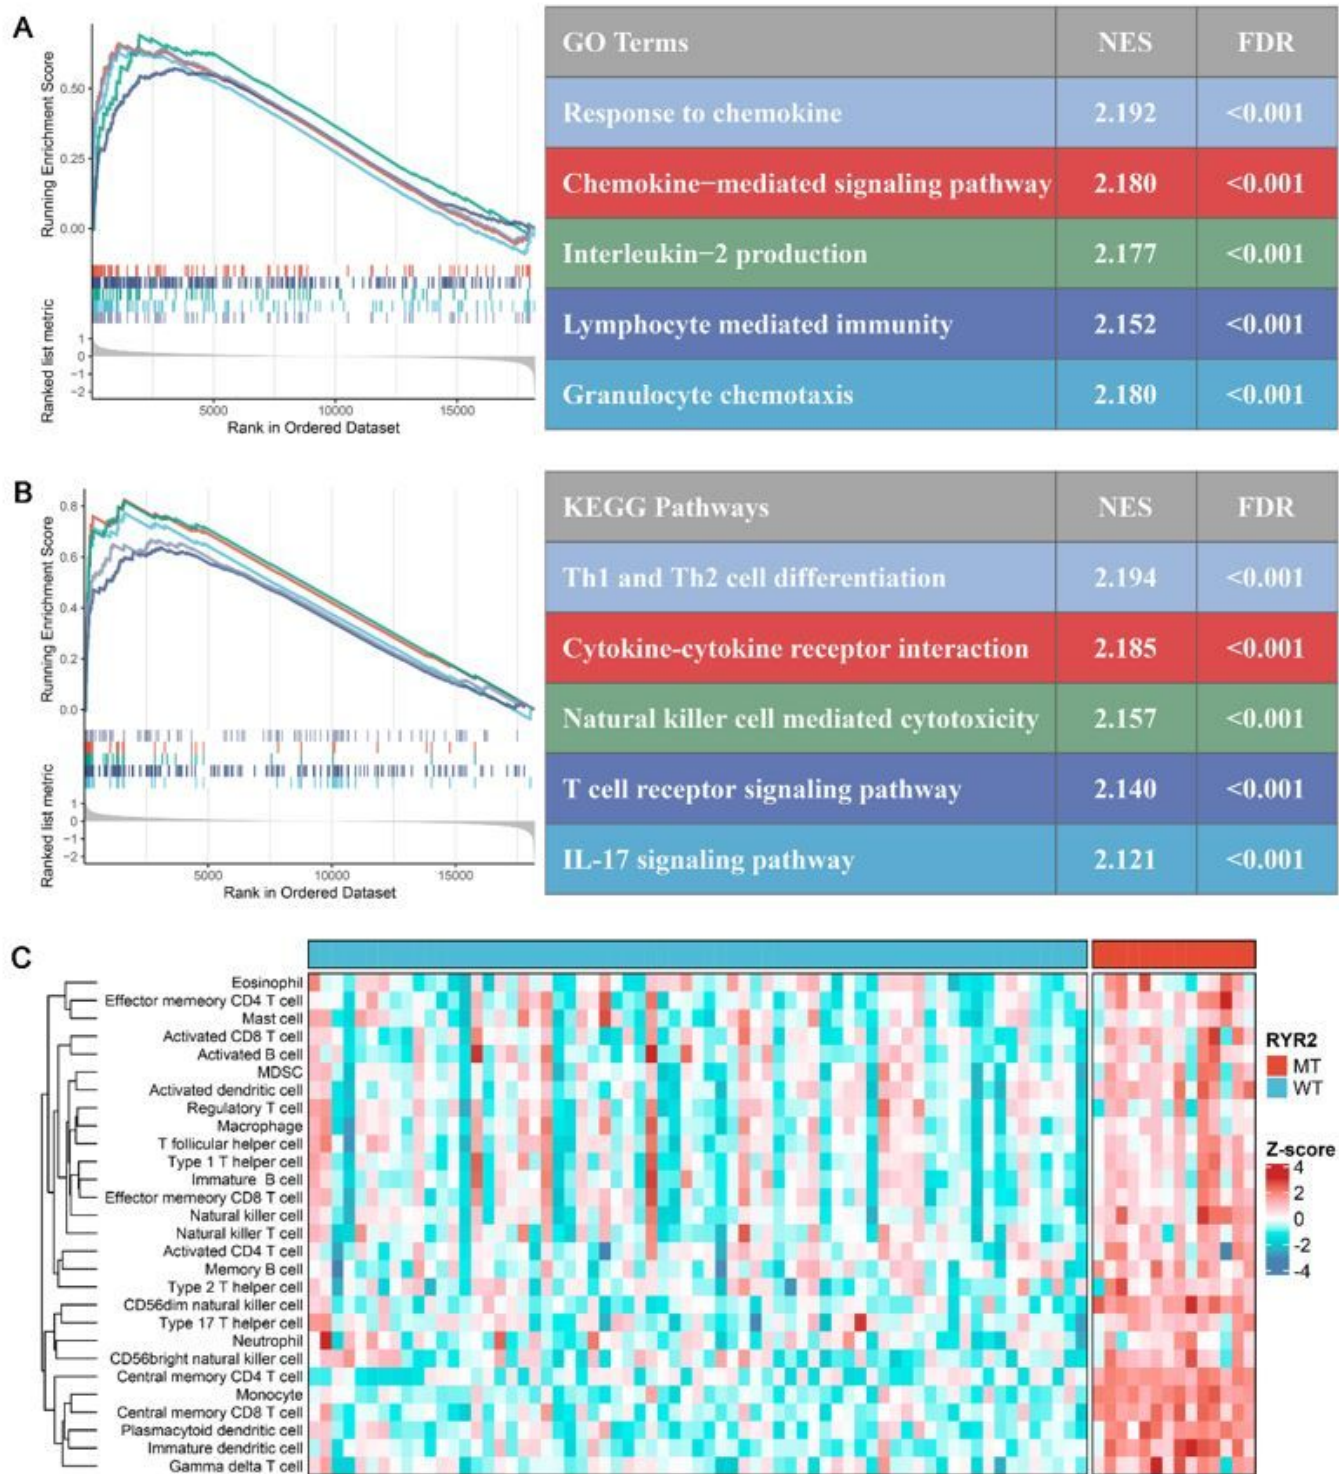 A
Running Enrichment Score
0.50
0.25
0.00
Ranked list metric
1
0
−1
−2
5000 10000 15000
Rank in Ordered Dataset
GO Terms NES FDR
Response to chemokine 2.192 <0.001
Chemokine−mediated signaling pathway 2.180 <0.001
Interleukin−2 production 2.177 <0.001
Lymphocyte mediated immunity 2.152 <0.001
Granulocyte chemotaxis 2.180 <0.001
B
Running Enrichment Score
0.8
0.6
0.4
0.2
0.0
Ranked list metric
1
0
−1
−2
5000 10000 15000
Rank in Ordered Dataset
KEGG Pathways NES FDR
Th1 and Th2 cell differentiation 2.194 <0.001
Cytokine-cytokine receptor interaction 2.185 <0.001
Natural killer cell mediated cytotoxicity 2.157 <0.001
T cell receptor signaling pathway 2.140 <0.001
IL-17 signaling pathway 2.121 <0.001
C
Eosinophil
Effector memeory CD4 T cell
Mast cell
Activated CD8 T cell
Activated B cell
MDSC
Activated dendritic cell
Regulatory T cell
Macrophage
T follicular helper cell
Type 1 T helper cell
Immature B cell
Effector memeory CD8 T cell
Natural killer cell
Natural killer T cell
Activated CD4 T cell
Memory B cell
Type 2 T helper cell
CD56dim natural killer cell
Type 17 T helper cell
Neutrophil
CD56bright natural killer cell
Central memory CD4 T cell
Monocyte
Central memory CD8 T cell
Plasmacytoid dendritic cell
Immature dendritic cell
Gamma delta T cell
RYR2
MT
WT
Z-score
4
2
0
-2
-4